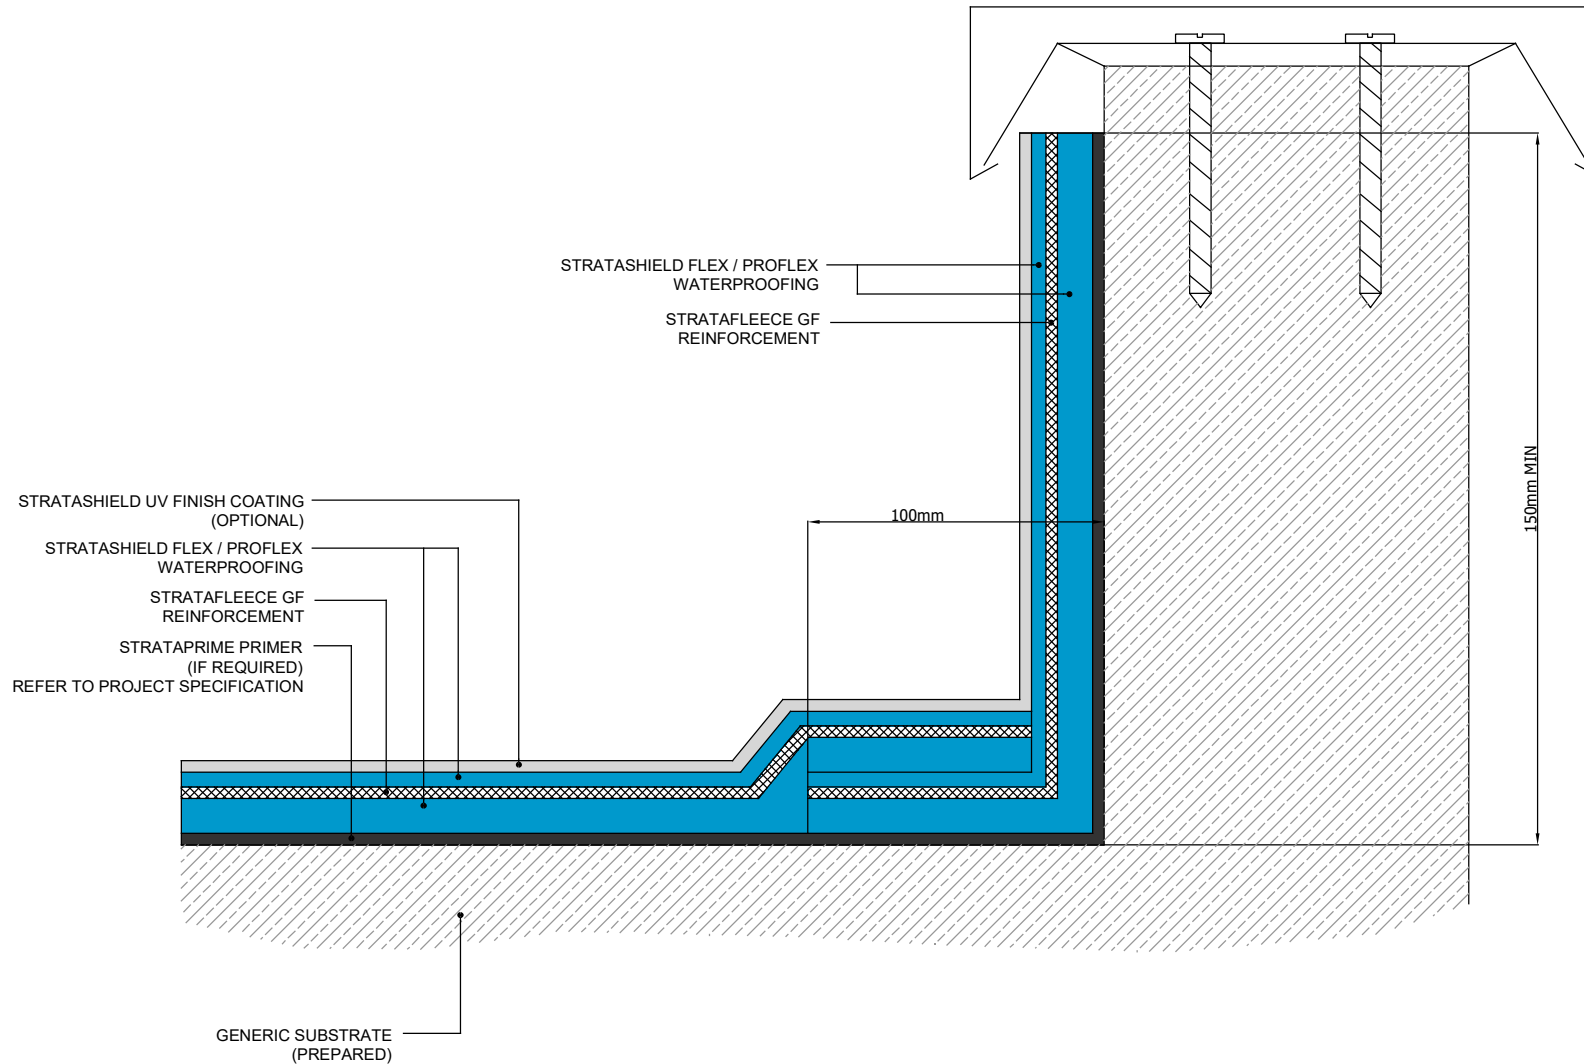 STRATASHIELD FLEX / PROFLEX
WATERPROOFING
STRATAFLEECE GF
REINFORCEMENT
STRATASHIELD UV FINISH COATING
(OPTIONAL)
STRATASHIELD FLEX / PROFLEX
WATERPROOFING
STRATAFLEECE GF
REINFORCEMENT
STRATAPRIME PRIMER
(IF REQUIRED)
REFER TO PROJECT SPECIFICATION
100mm
150mm MIN
GENERIC SUBSTRATE
(PREPARED)